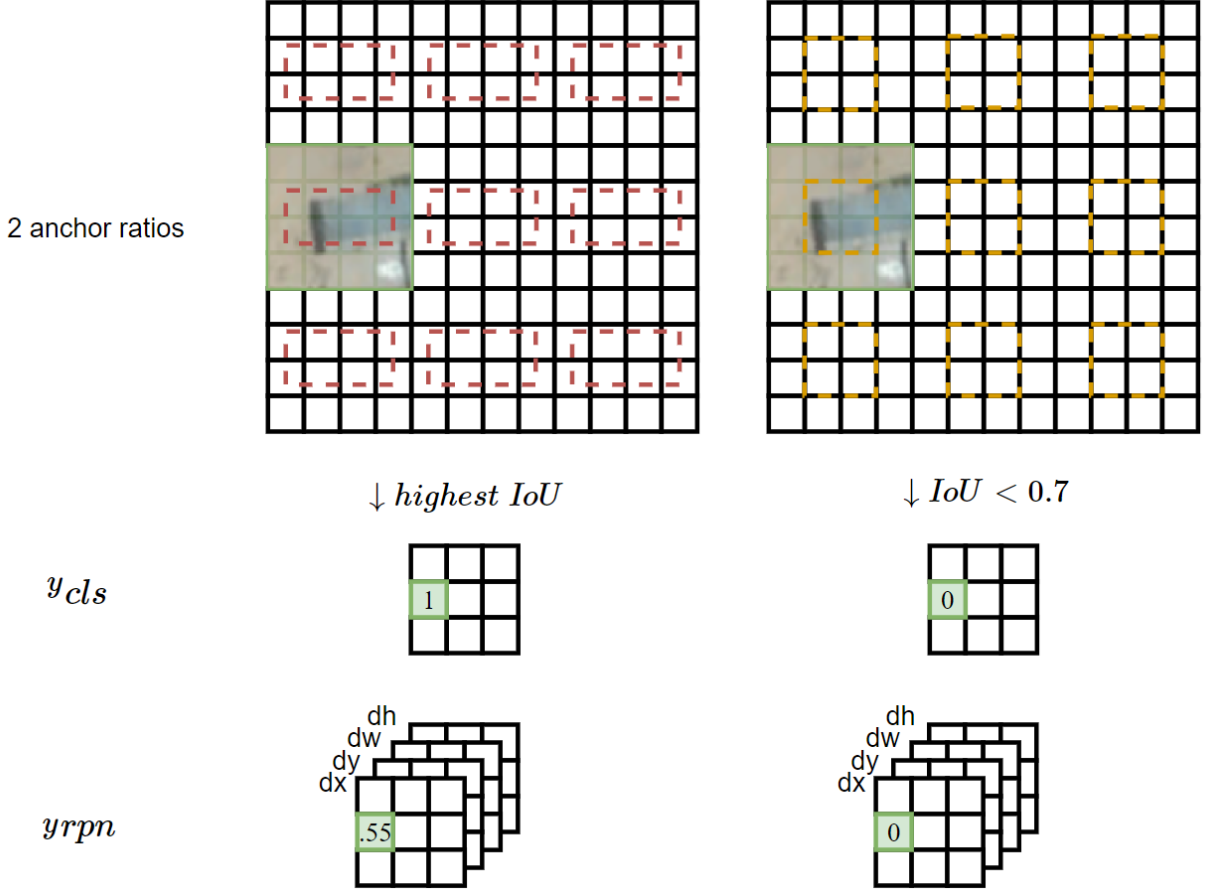 2 anchor ratios
↓ highest IoU
↓ IoU < 0.7
ycls
1
0
dh
dw
dy
dx
dh
dw
dy
dx
yrpn
.55
0